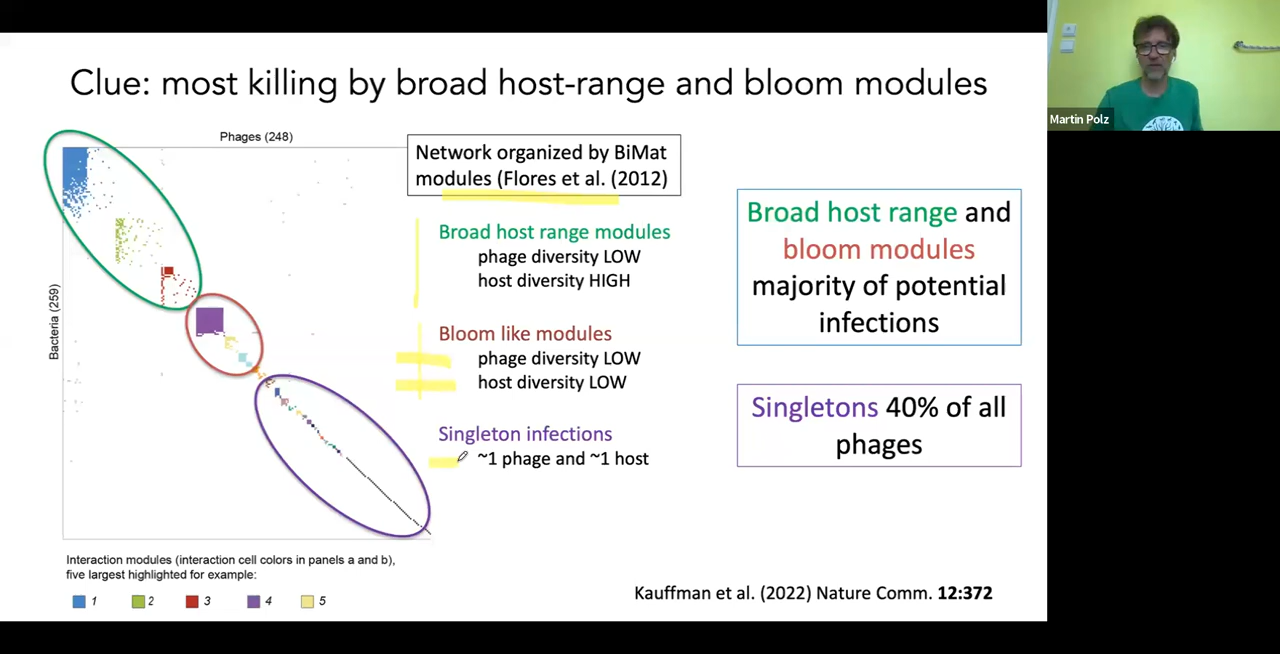 Clue: most killing by broad host-range and bloom modules
Martin Polz
Phages (248)
Bacteria (259)
Network organized by BiMat
modules (Flores et al. (2012)
Broad host range modules
phage diversity LOW
host diversity HIGH
Bloom like modules
phage diversity LOW
host diversity LOW
Singleton infections
~1 phage and ~1 host
Broad host range and
bloom modules
majority of potential
infections
Singletons 40% of all
phages
Interaction modules (interaction cell colors in panels a and b),
five largest highlighted for example:
1 2 3 4 5
Kauffman et al. (2022) Nature Comm. 12:372